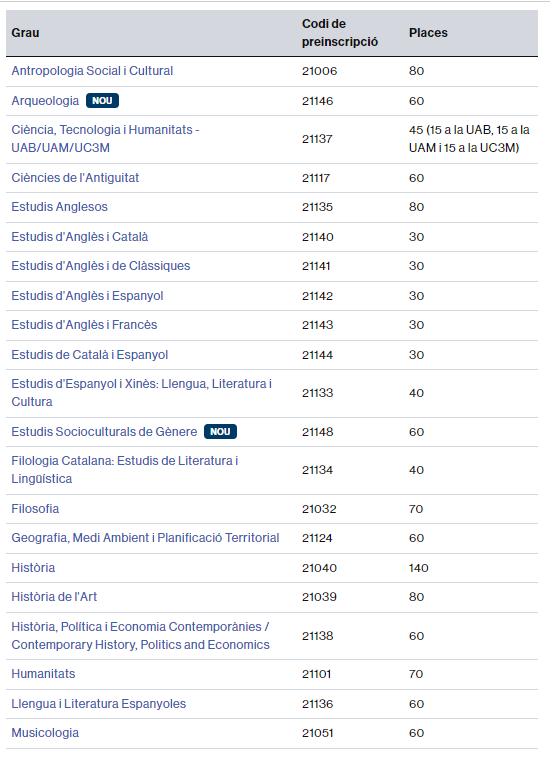 Grau Codi de preinscripció Places
Antropologia Social i Cultural 21006 80
Arqueologia NOU 21146 60
Ciència, Tecnologia i Humanitats -
UAB/UAM/UC3M 21137 45 (15 a la UAB, 15 a la
UAM i 15 a la UC3M)
Ciències de l'Antiguitat 21117 60
Estudis Anglesos 21135 80
Estudis d'Anglès i Català 21140 30
Estudis d'Anglès i de Clàssiques 21141 30
Estudis d'Anglès i Espanyol 21142 30
Estudis d'Anglès i Francès 21143 30
Estudis de Català i Espanyol 21144 30
Estudis d'Espanyol i Xinès: Llengua, Literatura i
Cultura 21133 40
Estudis Socioculturals de Gènere NOU 21148 60
Filologia Catalana: Estudis de Literatura i
Lingüística 21134 40
Filosofia 21032 70
Geografia, Medi Ambient i Planificació Territorial 21124 60
Història 21040 140
Història de l'Art 21039 80
Història, Política i Economia Contemporànies /
Contemporary History, Politics and Economics 21138 60
Humanitats 21101 70
Llengua i Literatura Espanyoles 21136 60
Musicologia 21051 60